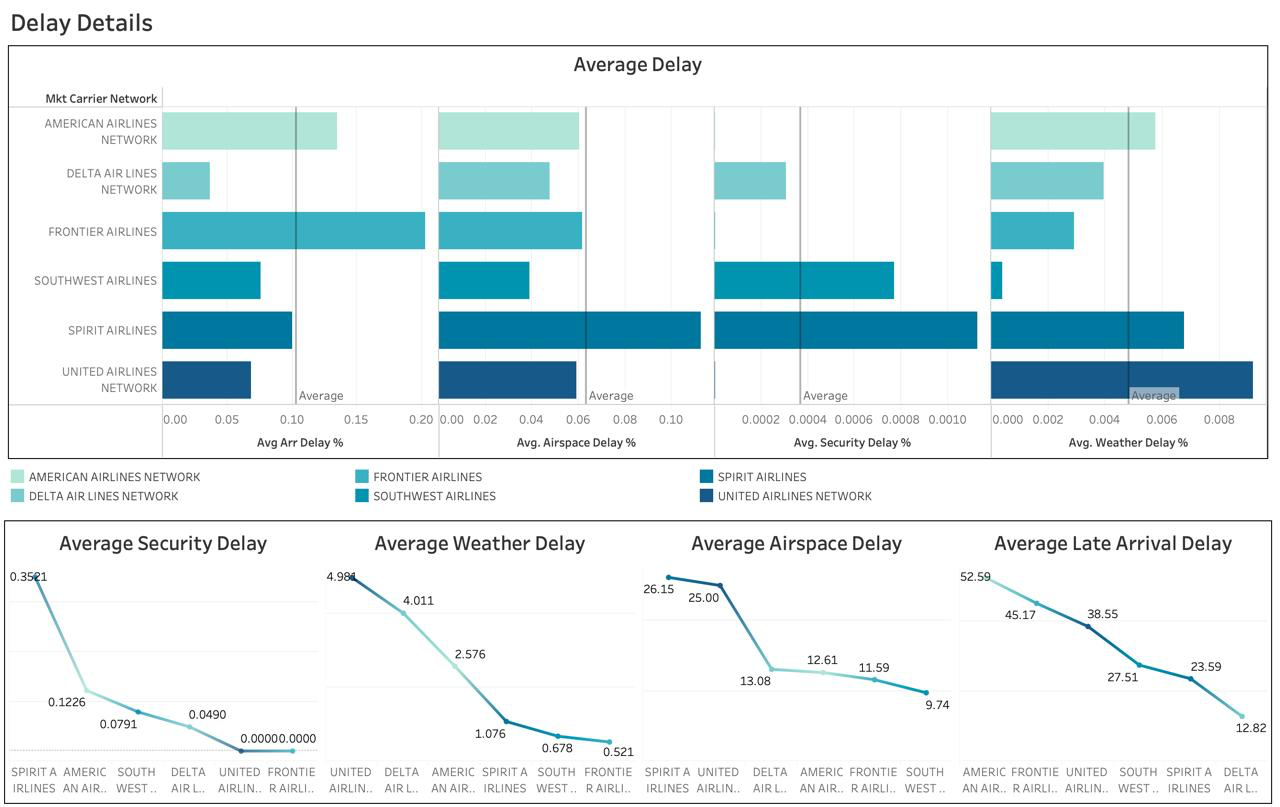 Delay Details
Average Delay
Mkt Carrier Network
AMERICAN AIRLINES
NETWORK
DELTA AIR LINES
NETWORK
FRONTIER AIRLINES
SOUTHWEST AIRLINES
SPIRIT AIRLINES
UNITED AIRLINES
NETWORK
Average Average Average Average
0.00 0.05 0.10 0.15 0.20 0.00 0.02 0.04 0.06 0.08 0.10 0.0002 0.0004 0.0006 0.0008 0.0010 0.000 0.002 0.004 0.006 0.008
Avg Arr Delay % Avg. Airspace Delay % Avg. Security Delay % Avg. Weather Delay %
AMERICAN AIRLINES NETWORK FRONTIER AIRLINES SPIRIT AIRLINES
DELTA AIR LINES NETWORK SOUTHWEST AIRLINES UNITED AIRLINES NETWORK
Average Security Delay
0.3521
0.1226
0.0791
0.0490
0.0000 0.0000
SPIRIT A AMERIC SOUTH DELTA UNITED FRONTIE
IRLINES AN AIR.. WEST .. AIR L.. AIRLIN.. R AIRLI..
Average Weather Delay
4.981
4.011
2.576
1.076
0.678
0.521
UNITED DELTA AMERIC SPIRIT A SOUTH FRONTIE
AIRLIN.. AIR L.. AN AIR.. IRLINES WEST .. R AIRLI..
Average Airspace Delay
26.15
25.00
13.08
12.61
11.59
9.74
SPIRIT A UNITED DELTA AMERIC FRONTIE SOUTH
IRLINES AIRLIN.. AIR L.. AN AIR.. R AIRLI.. WEST ..
Average Late Arrival Delay
52.59
45.17
38.55
27.51
23.59
12.82
AMERIC FRONTIE UNITED SOUTH SPIRIT A DELTA
AN AIR.. R AIRLI.. AIRLIN.. WEST .. IRLINES AIR L..